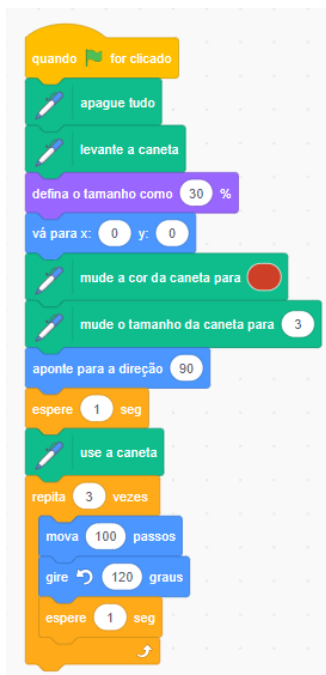 quando for clicado
apague tudo
levante a caneta
defina o tamanho como 30 %
vá para x: 0 y: 0
mude a cor da caneta para
mude o tamanho da caneta para 3
aponte para a direção 90
espere 1 seg
use a caneta
repita 3 vezes
mova 100 passos
gire 120 graus
espere 1 seg